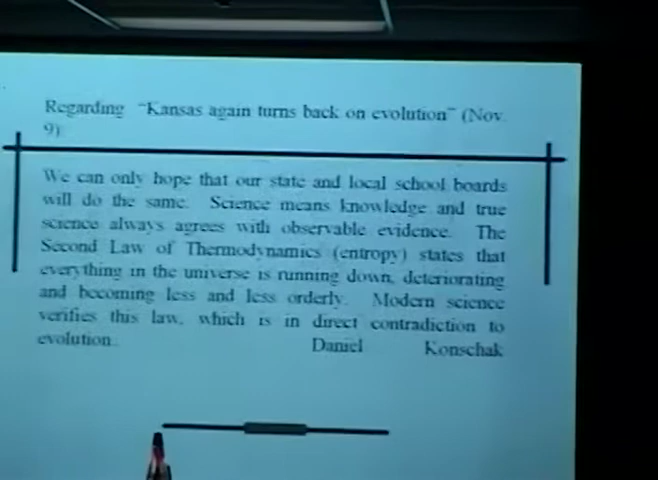 Regarding "Kansas again turns back on evolution" (Nov.
9):
We can only hope that our state and local school boards
will do the same. Science means knowledge and true
science always agrees with observable evidence. The
Second Law of Thermodynamics (entropy) states that
everything in the universe is running down, deteriorating
and becoming less and less orderly. Modern science
verifies this law, which is in direct contradiction to
evolution. Daniel Konschak